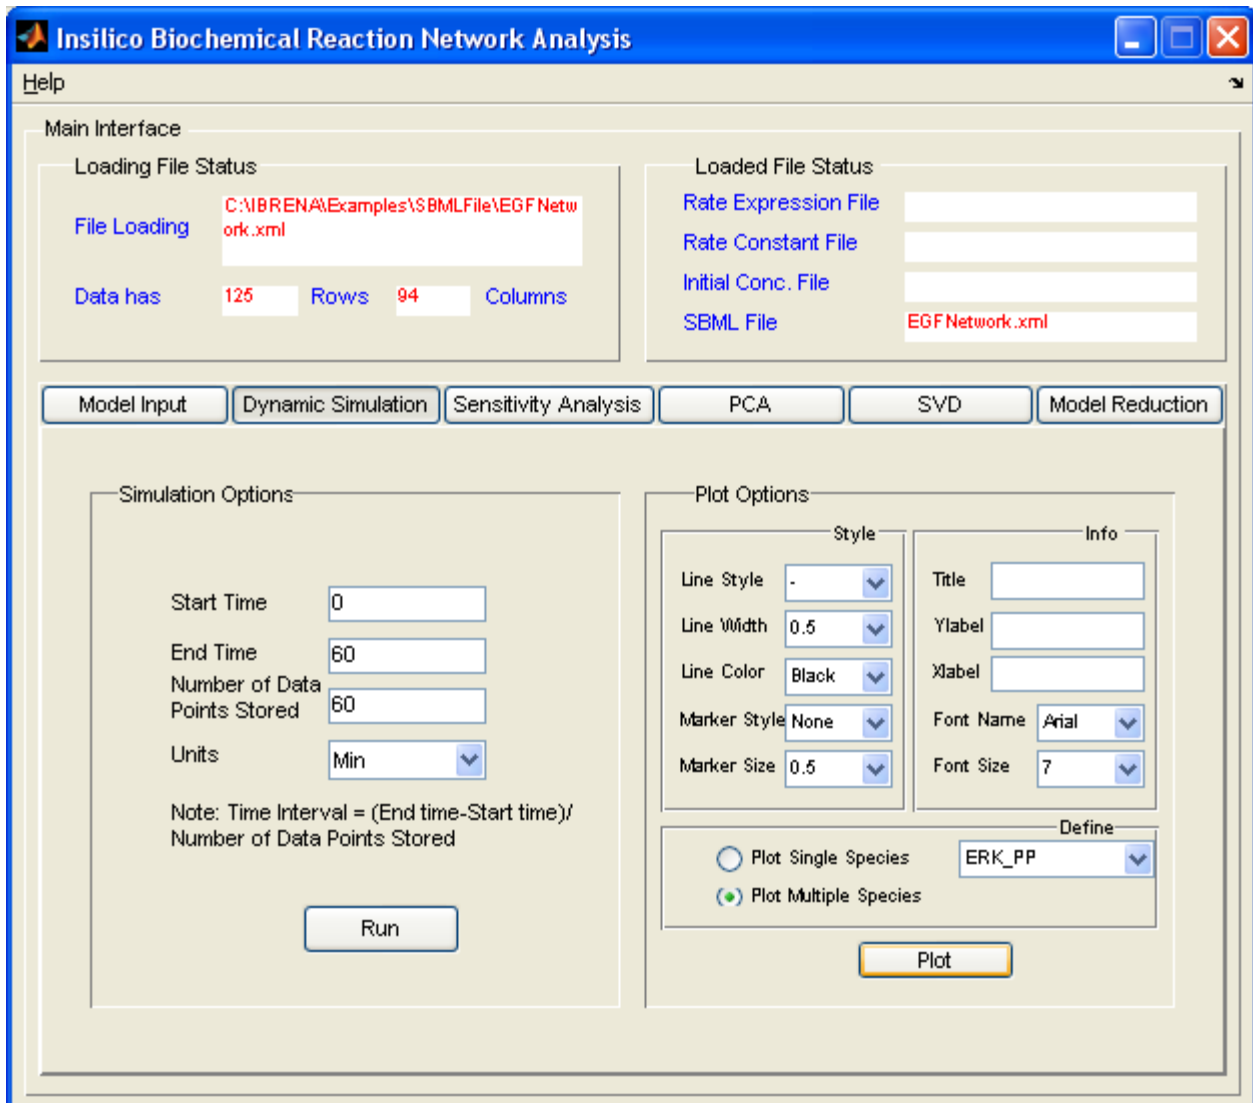 Insilico Biochemical Reaction Network Analysis
Help
Main Interface
Loading File Status
File Loading
C:\IBRENA\Examples\SBMLFile\EGFNetw
ork.xml
Data has 125 Rows 94 Columns
Loaded File Status
Rate Expression File
Rate Constant File
Initial Conc. File
SBML File EGFNetwork.xml
Model Input Dynamic Simulation Sensitivity Analysis PCA SVD Model Reduction
Simulation Options
Start Time 0
End Time 60
Number of Data
Points Stored 60
Units Min
Note: Time Interval = (End time-Start time)/
Number of Data Points Stored
Run
Plot Options
Style
Line Style -
Line Width 0.5
Line Color Black
Marker Style None
Marker Size 0.5
Info
Title
Ylabel
Xlabel
Font Name Arial
Font Size 7
Define
Plot Single Species ERK_PP
Plot Multiple Species
Plot